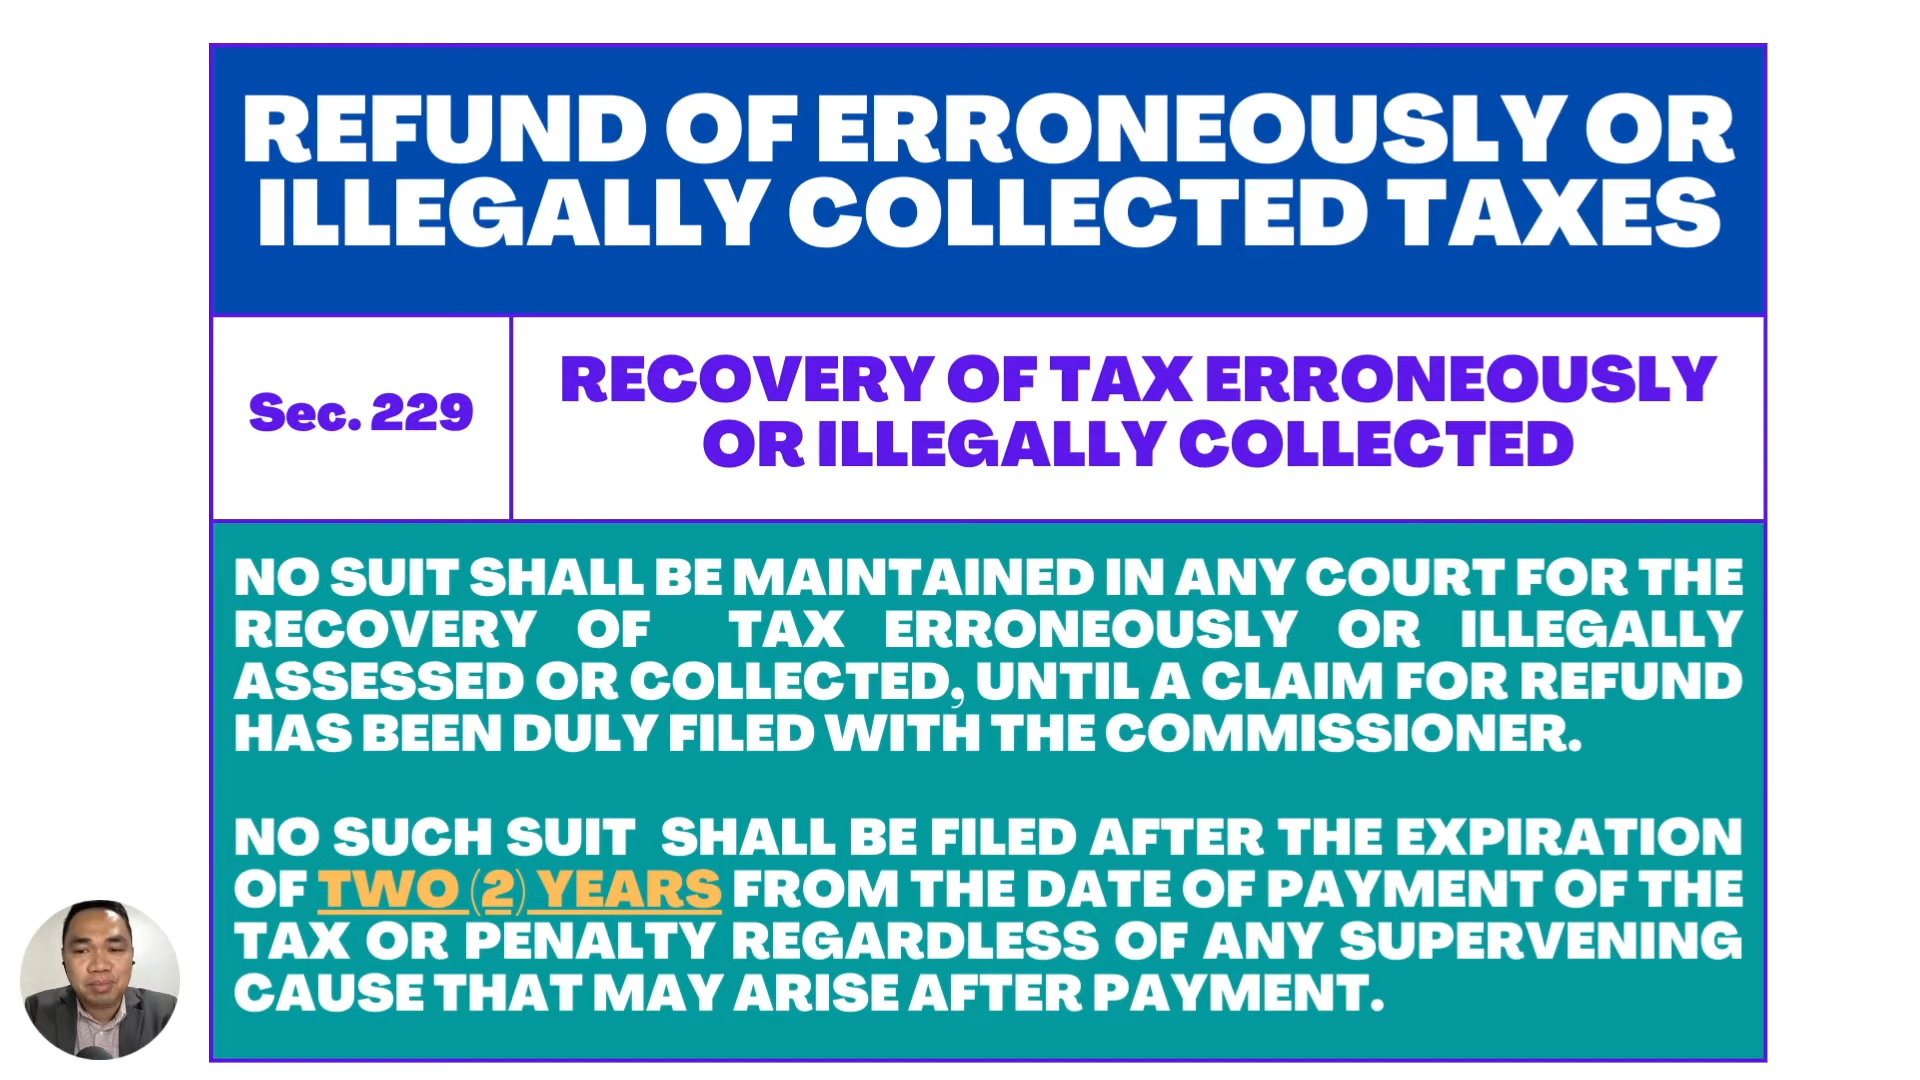 REFUND OF ERRONEOUSLY OR
ILLEGALLY COLLECTED TAXES
Sec. 229
RECOVERY OF TAX ERRONEOUSLY
OR ILLEGALLY COLLECTED
NO SUIT SHALL BE MAINTAINED IN ANY COURT FOR THE
RECOVERY OF TAX ERRONEOUSLY OR ILLEGALLY
ASSESSED OR COLLECTED, UNTIL A CLAIM FOR REFUND
HAS BEEN DULY FILED WITH THE COMMISSIONER.
NO SUCH SUIT SHALL BE FILED AFTER THE EXPIRATION
OF TWO (2) YEARS FROM THE DATE OF PAYMENT OF THE
TAX OR PENALTY REGARDLESS OF ANY SUPERVENING
CAUSE THAT MAY ARISE AFTER PAYMENT.